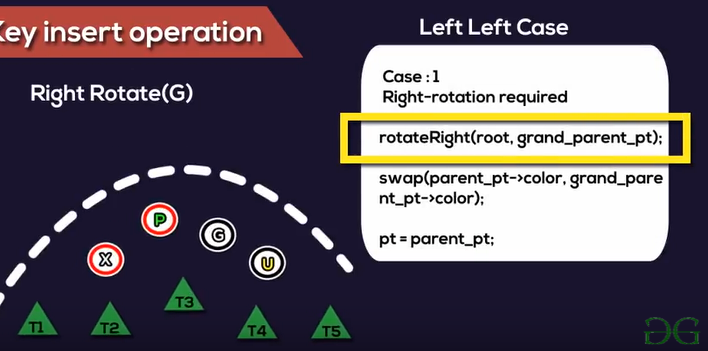 Key insert operation
Left Left Case
Right Rotate(G)
Case : 1
Right-rotation required
rotateRight(root, grand_parent_pt);
swap(parent_pt->color, grand_pare
nt_pt->color);
pt = parent_pt;
P
G
X
U
T3
T1
T2
T4
T5